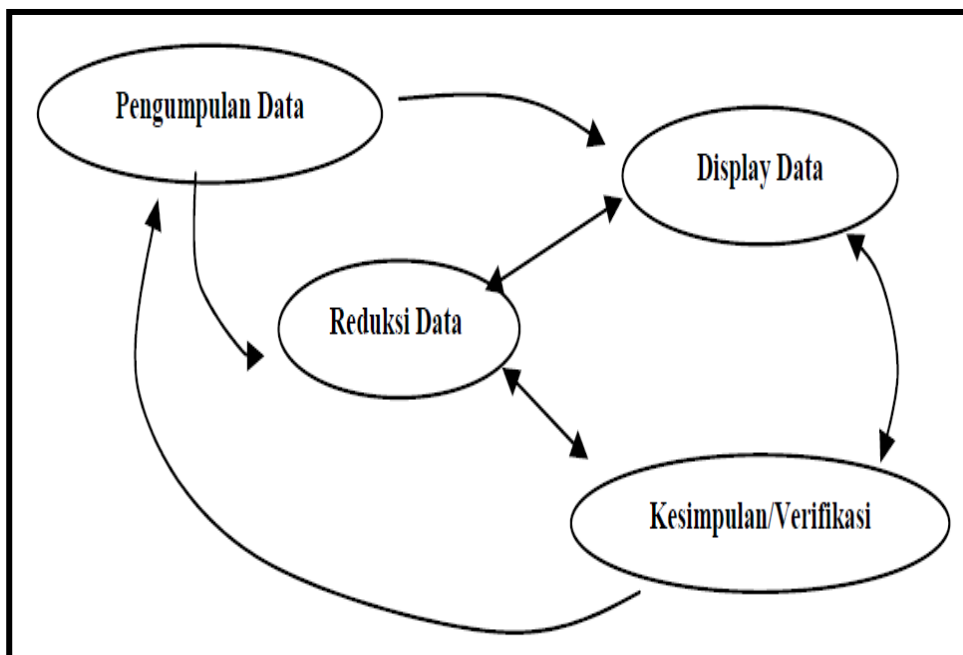 Pengumpulan Data
Display Data
Reduksi Data
Kesimpulan/Verifikasi